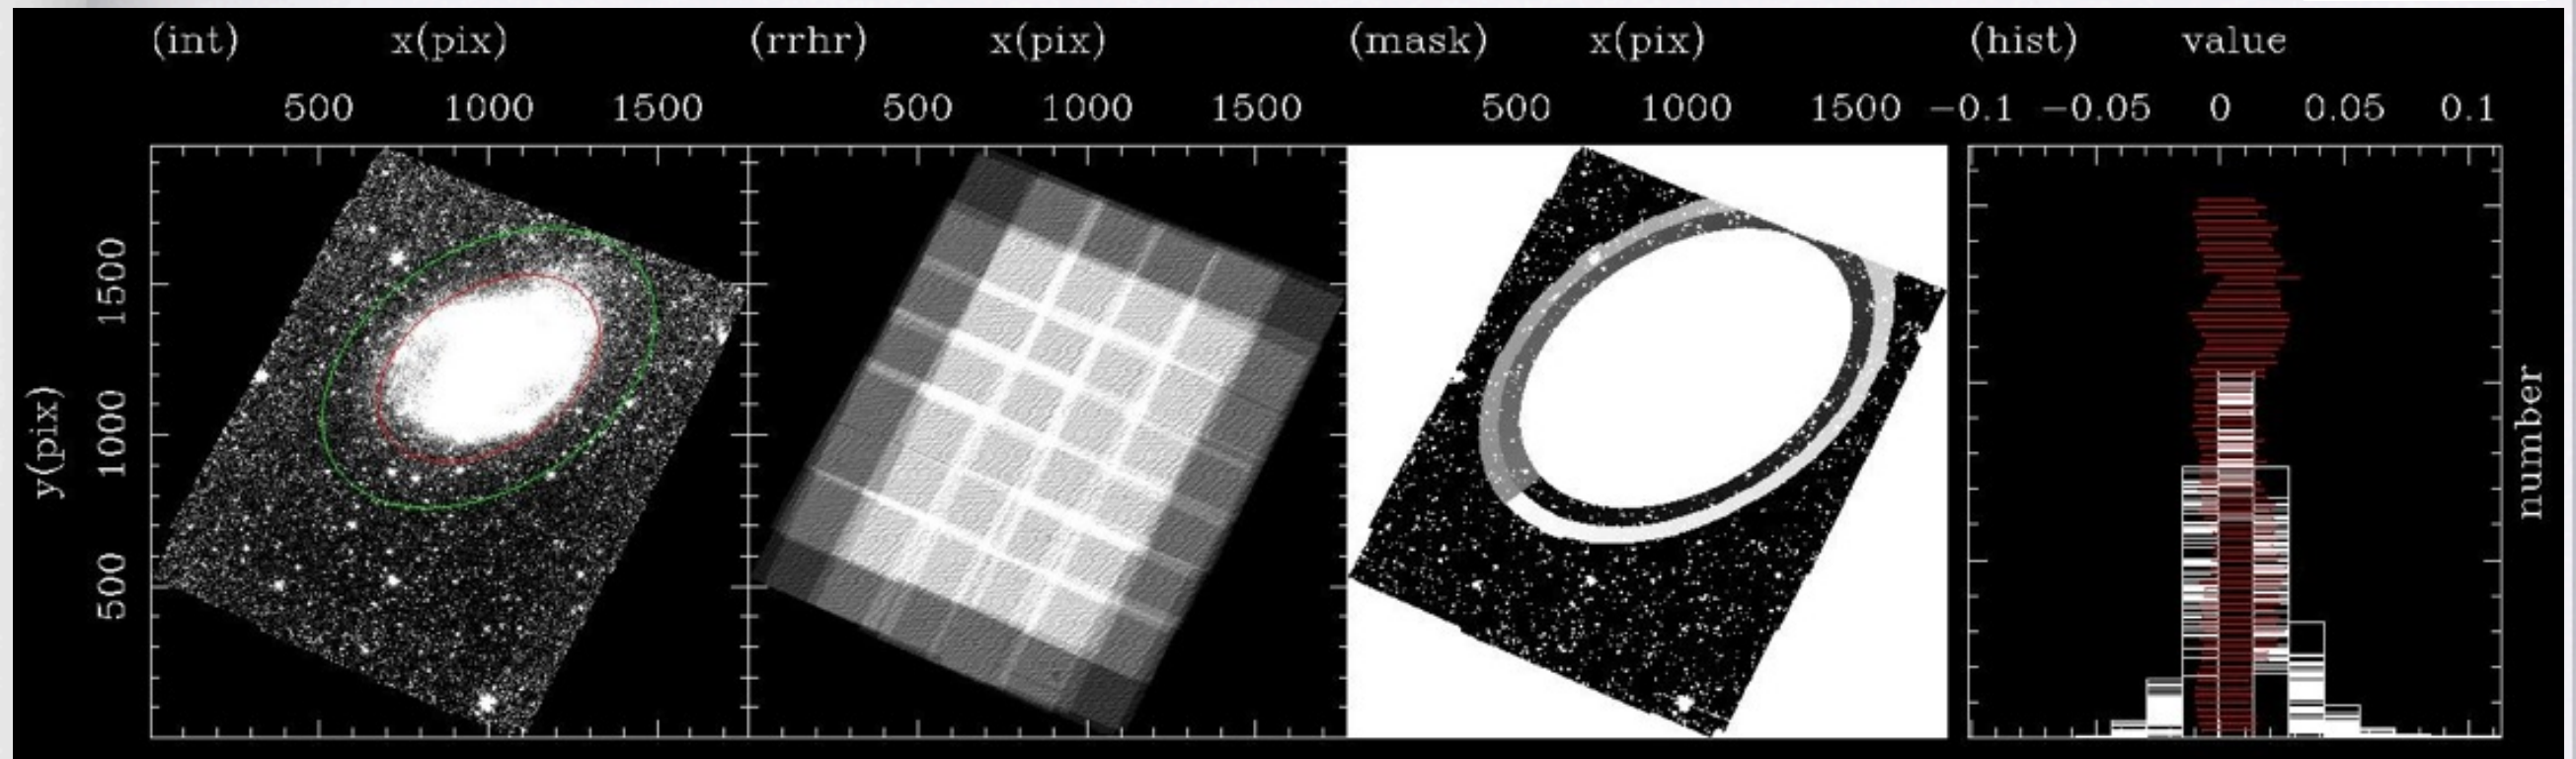 (int) x(pix) (rrhr) x(pix) (mask) x(pix) (hist) value
500 1000 1500 500 1000 1500 500 1000 1500 −0.1 −0.05 0 0.05 0.1
y(pix)
1500
1000
500
number